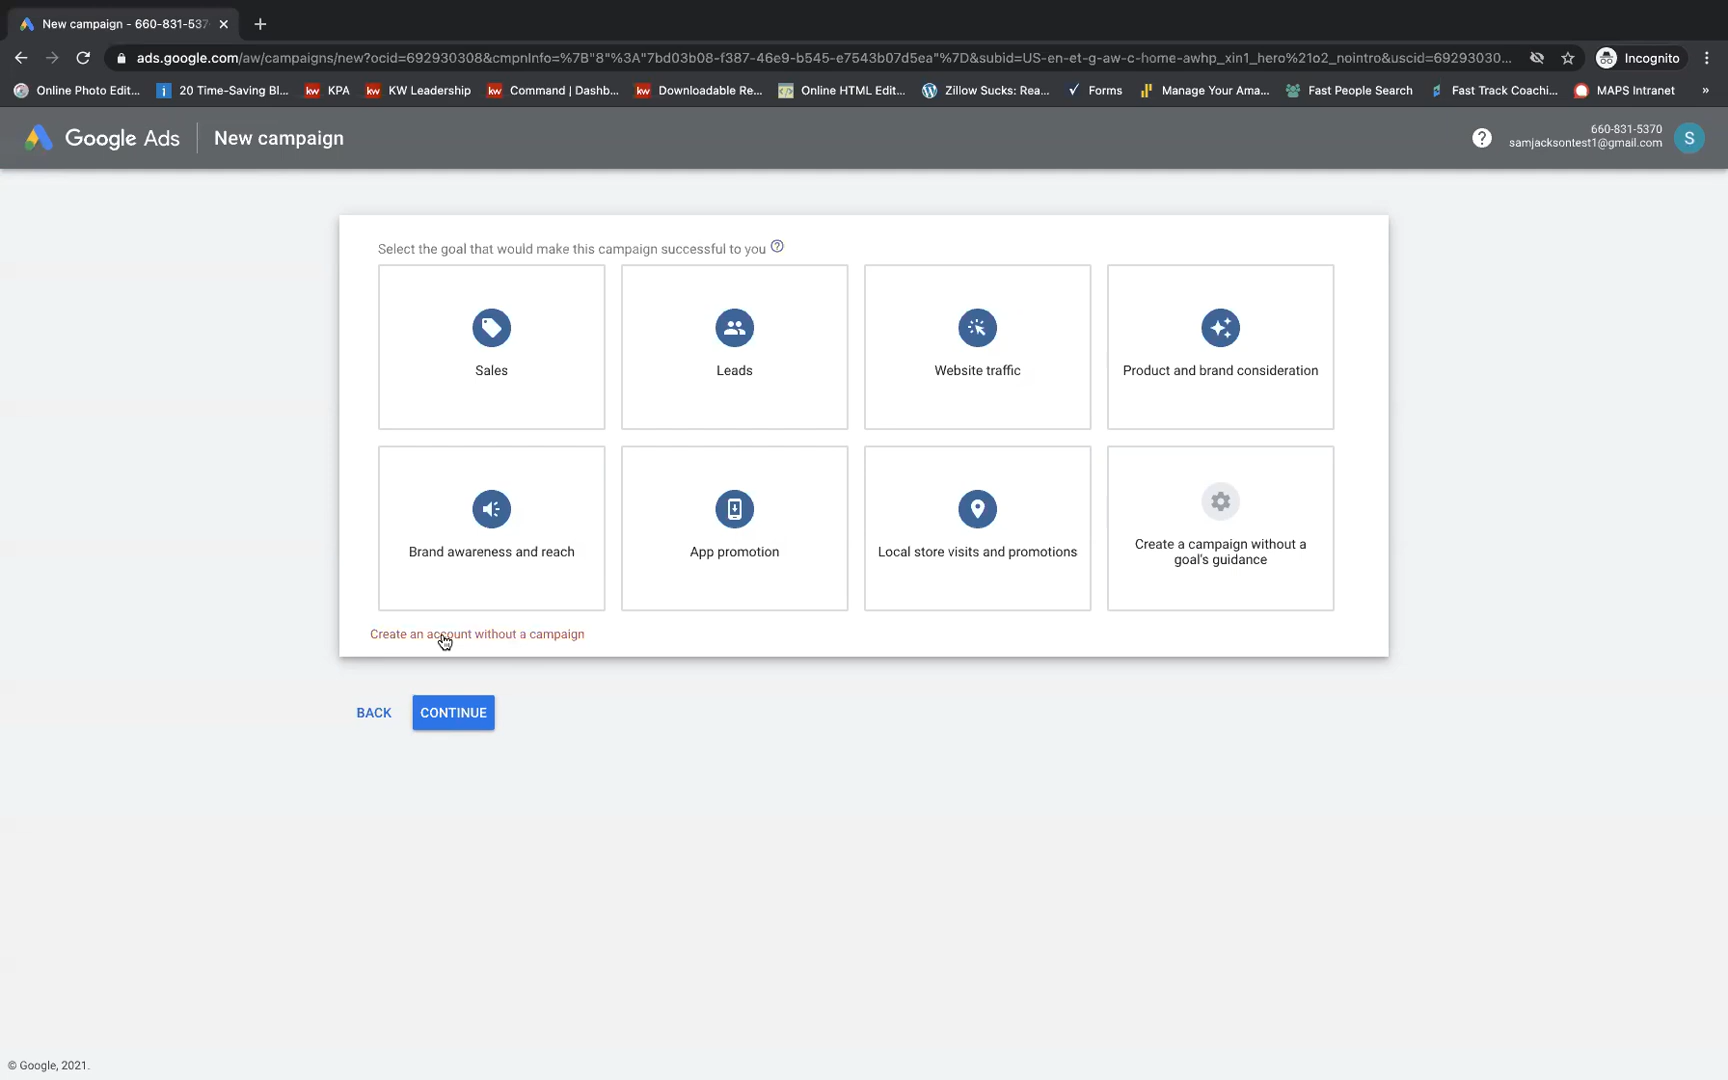 New campaign - 660-831-537
ads.google.com/aw/campaigns/new?ocid=692930308&cmpnInfo=%7B"8"%3A"7bd03b08-f387-46e9-b545-e7543b07d5ea"%7D&subid=US-en-et-g-aw-c-home-awhp_xin1_hero%21o2_nointro&uscid=69293030...
Incognito
Online Photo Edit...
20 Time-Saving Bl...
kw KPA
kw KW Leadership
kw Command | Dashb...
kw Downloadable Re...
Online HTML Edit...
Zillow Sucks: Rea...
Forms
Manage Your Ama...
Fast People Search
Fast Track Coachi...
MAPS Intranet
»
Google Ads
New campaign
?
660-831-5370
samjacksontest1@gmail.com
S
Select the goal that would make this campaign successful to you ?
Sales
Leads
Website traffic
Product and brand consideration
Brand awareness and reach
App promotion
Local store visits and promotions
Create a campaign without a
goal's guidance
Create an account without a campaign
BACK
CONTINUE
© Google, 2021.